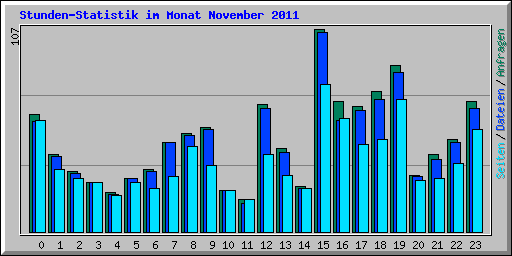 Stunden-Statistik im Monat November 2011
107
Seiten / Dateien / Anfragen
0 1 2 3 4 5 6 7 8 9 10 11 12 13 14 15 16 17 18 19 20 21 22 23